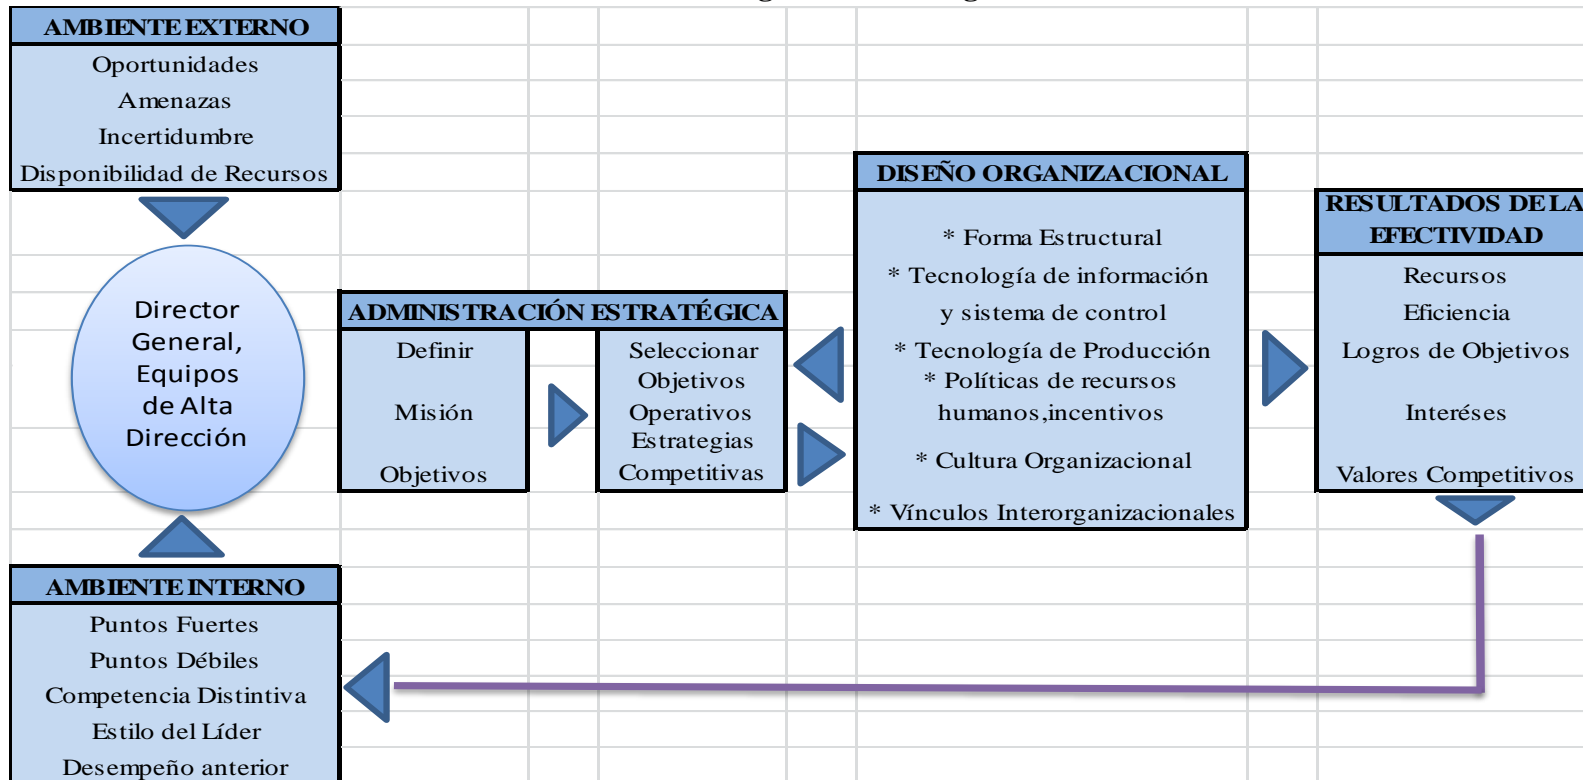 AMBIENTE EXTERNO
Oportunidades
Amenazas
Incertidumbre
Disponibilidad de Recursos
Director
General,
Equipos
de Alta
Dirección
AMBIENTE INTERNO
Puntos Fuertes
Puntos Débiles
Competencia Distintiva
Estilo del Líder
Desempeño anterior
ADMINISTRACIÓN ESTRATÉGICA
Definir
Misión
Objetivos
Seleccionar
Objetivos
Operativos
Estrategias
Competitivas
DISEÑO ORGANIZACIONAL
* Forma Estructural
* Tecnología de información
y sistema de control
* Tecnología de Producción
* Políticas de recursos
humanos,incentivos
* Cultura Organizacional
* Vínculos Interorganizacionales
RESULTADOS DE LA
EFECTIVIDAD
Recursos
Eficiencia
Logros de Objetivos
Interéses
Valores Competitivos